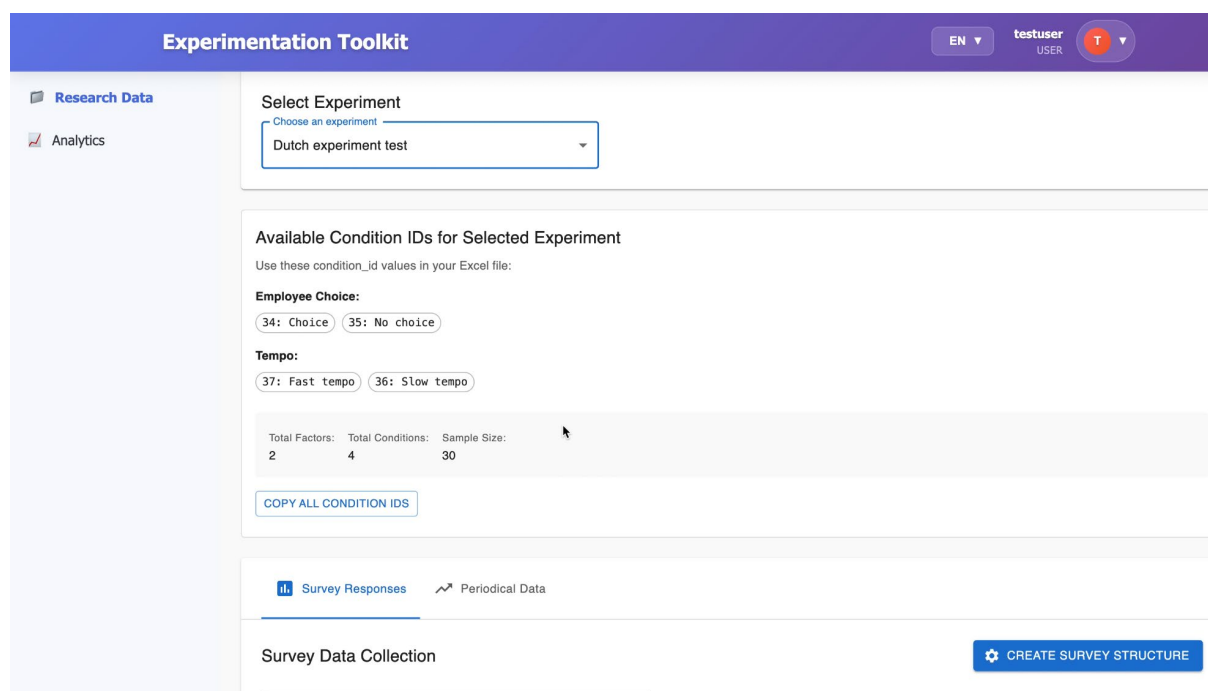 Experimentation Toolkit
EN ▼
testuser
USER
T ▼
Research Data
Analytics
Select Experiment
Choose an experiment
Dutch experiment test
Available Condition IDs for Selected Experiment
Use these condition_id values in your Excel file:
Employee Choice:
34: Choice 35: No choice
Tempo:
37: Fast tempo 36: Slow tempo
Total Factors: Total Conditions: Sample Size:
2 4 30
COPY ALL CONDITION IDS
Survey Responses Periodical Data
Survey Data Collection
CREATE SURVEY STRUCTURE